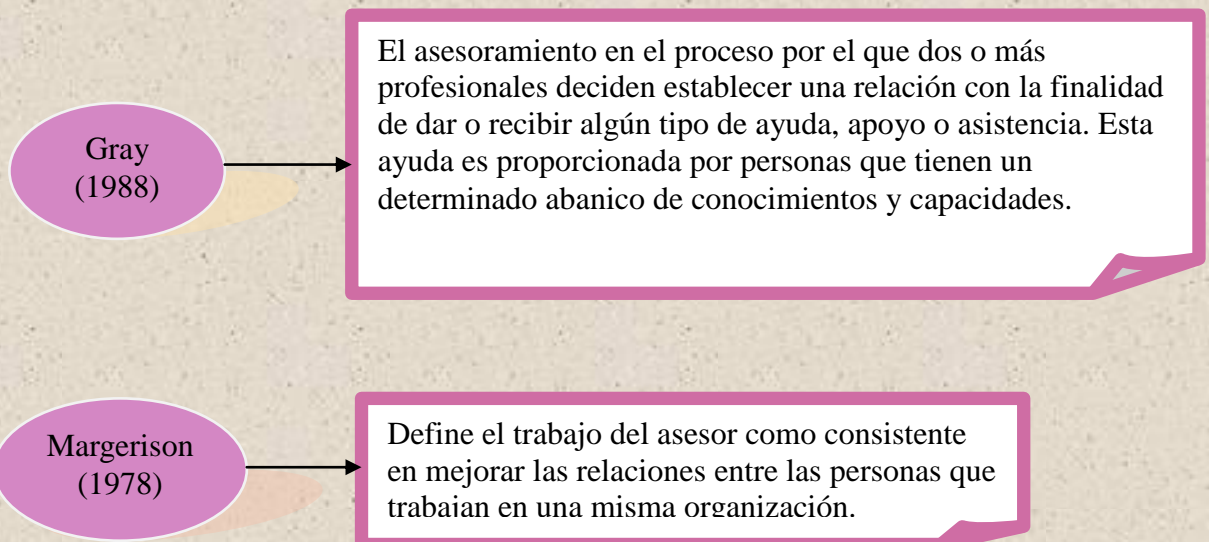 Gray
(1988)
El asesoramiento en el proceso por el que dos o más
profesionales deciden establecer una relación con la finalidad
de dar o recibir algún tipo de ayuda, apoyo o asistencia. Esta
ayuda es proporcionada por personas que tienen un
determinado abanico de conocimientos y capacidades.
Margerison
(1978)
Define el trabajo del asesor como consistente
en mejorar las relaciones entre las personas que
trabajan en una misma organización.